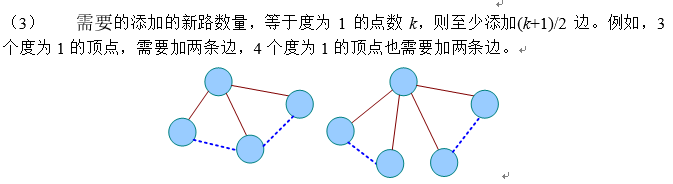 （3） 需要的添加的新路数量，等于度为 1 的点数 k，则至少添加(k+1)/2 边。例如，3
个度为1的顶点，需要加两条边，4 个度为 1 的顶点也需要加两条边。